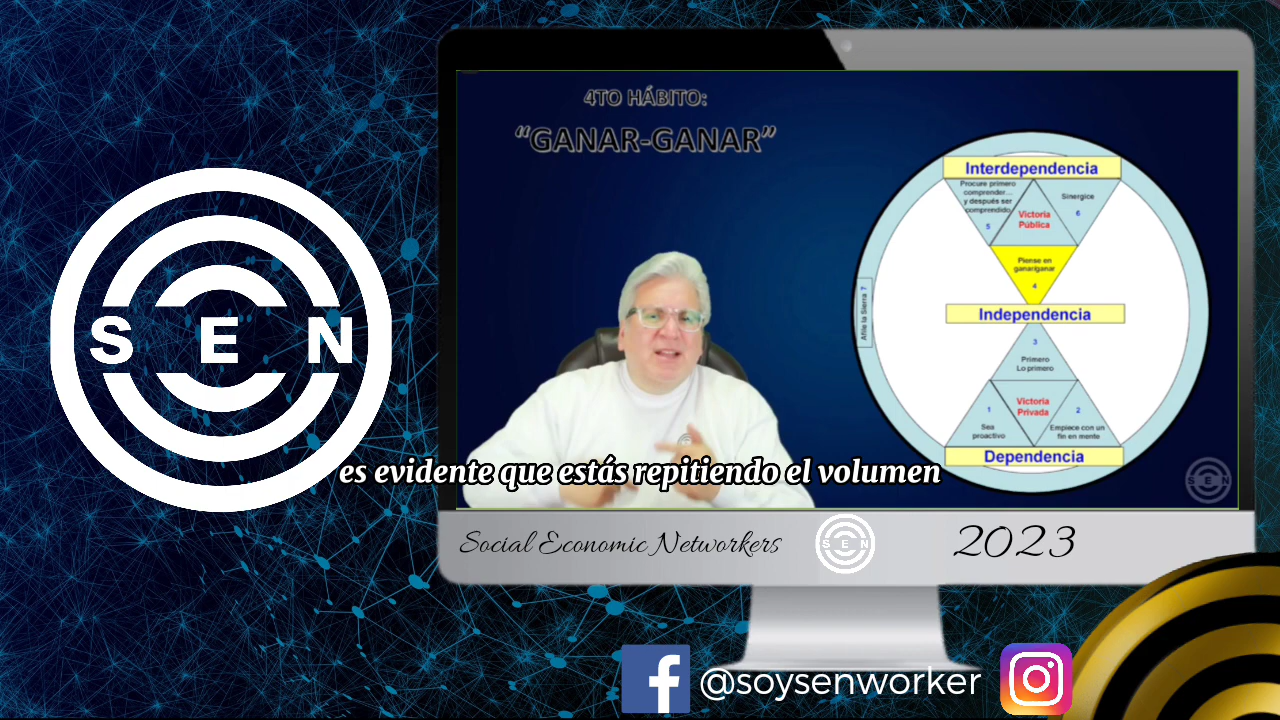 S E N
4TO HÁBITO:
“GANAR-GANAR”
Interdependencia
Procure primero
comprender...
y después ser
comprendido
5
Victoria
Pública
Sinergice
6
Piense en
ganar/ganar
4
Independencia
Afile la Sierra 7
3
Primero
Lo primero
Victoria
Privada
1
Sea
proactivo
2
Empiece con un
fin en mente
Dependencia
SEN
es evidente que estás repitiendo el volumen
Social Economic Networkers
SEN
2023
@soysenworker